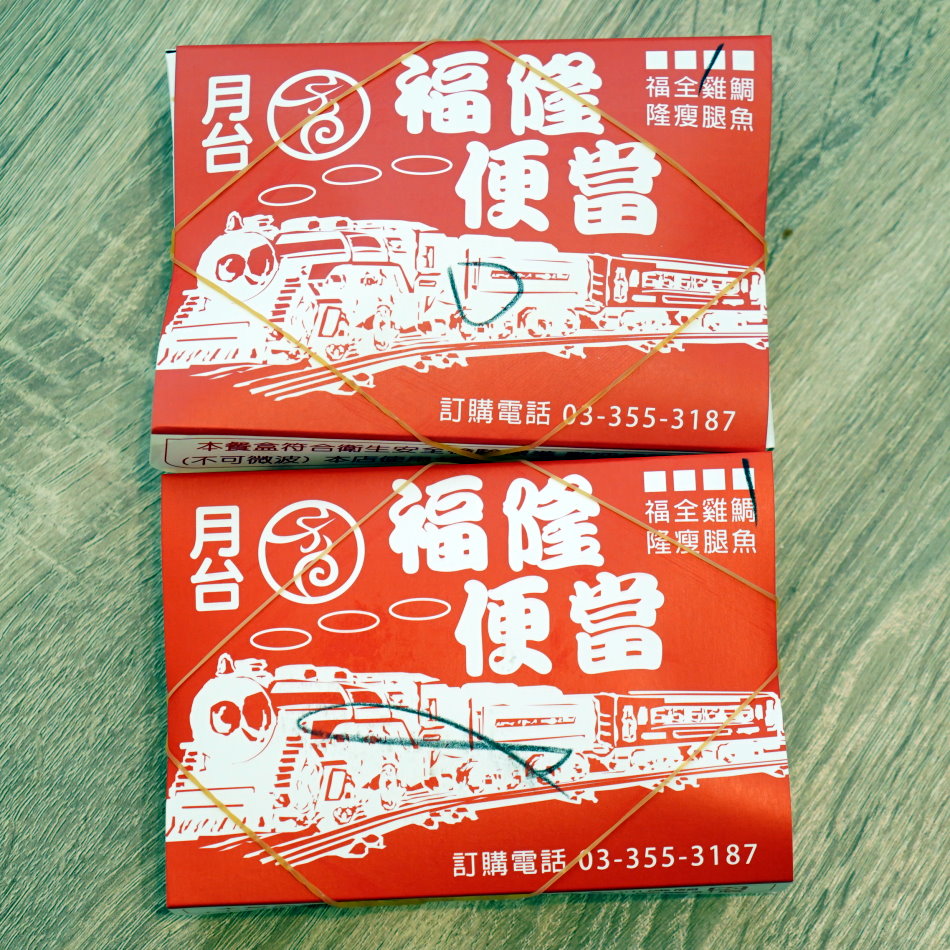 月台
福隆
便當
福隆 全瘦 雞腿 鯛魚
D
訂購電話 03-355-3187
本餐盒符合衛生安全
(不可微波) 本店
月台
福隆
便當
福隆 全瘦 雞腿 鯛魚
訂購電話 03-355-3187